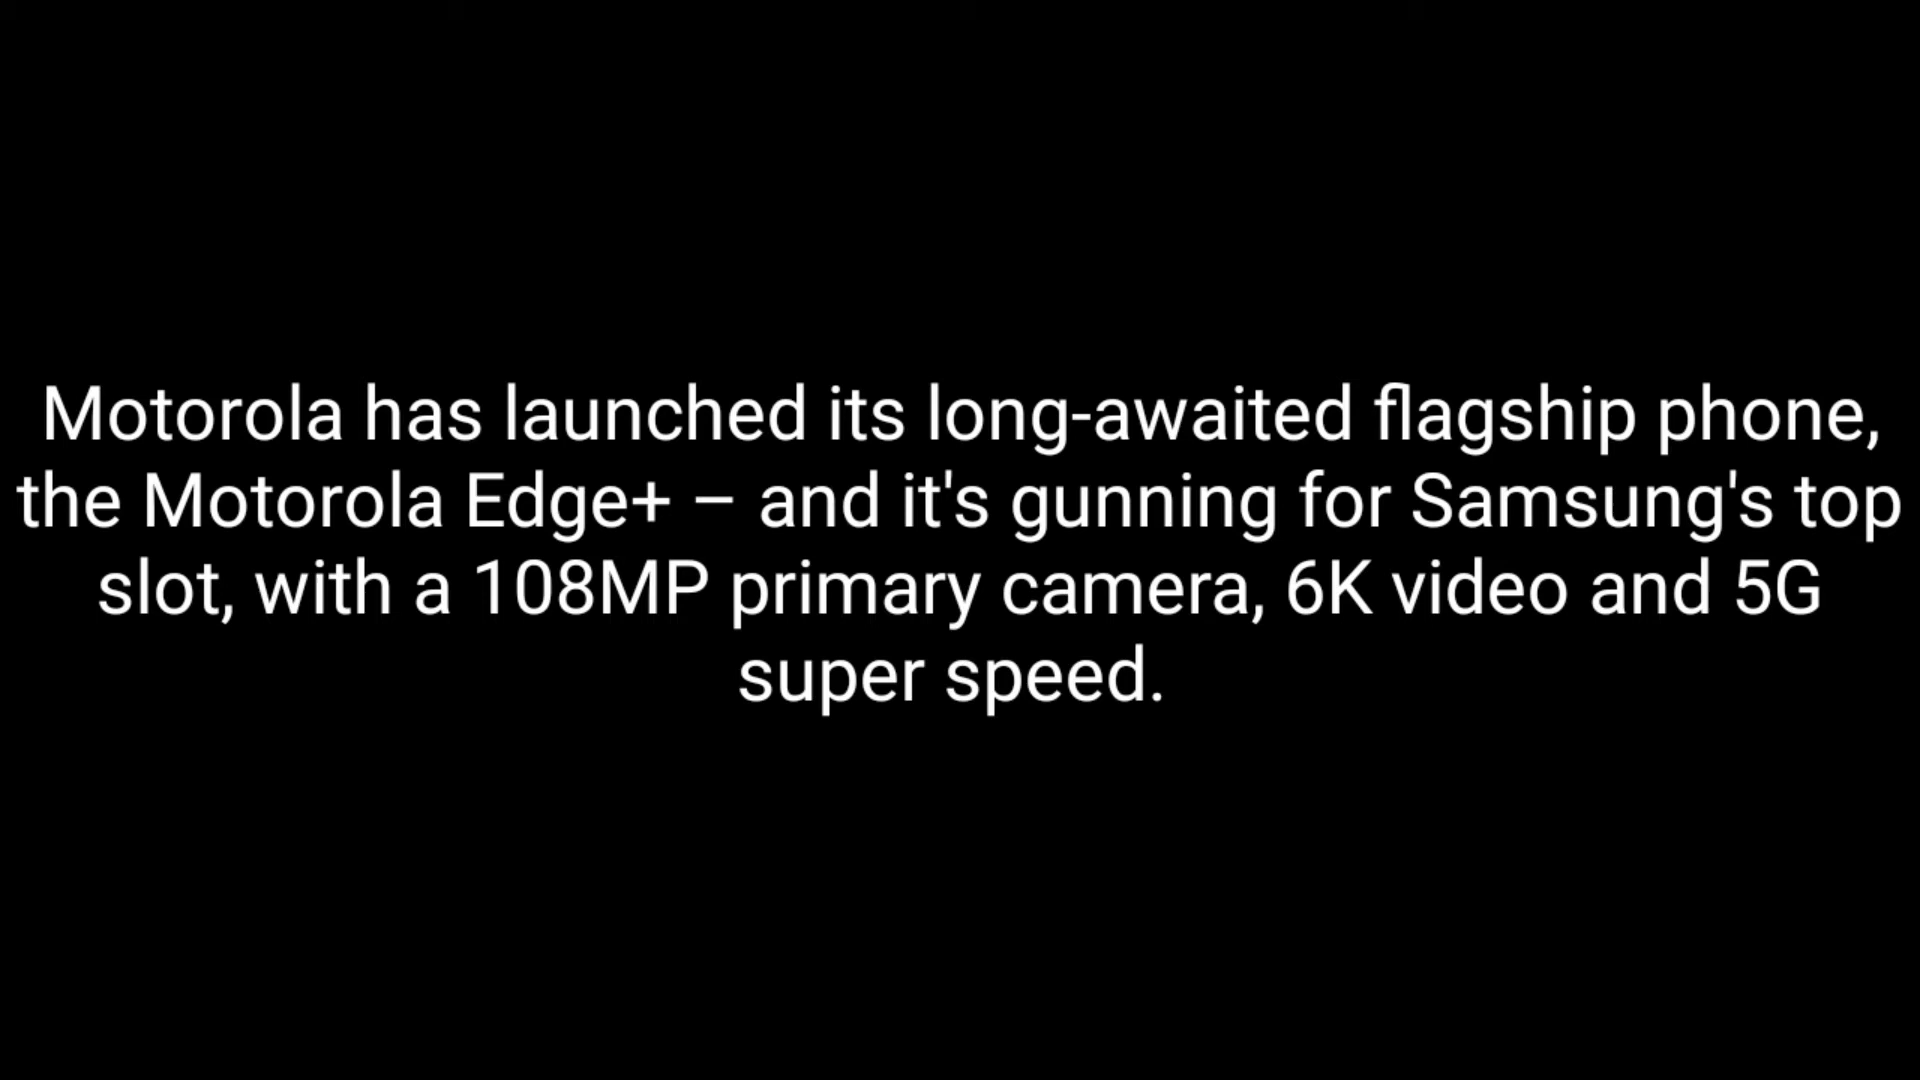 Motorola has launched its long-awaited flagship phone,
the Motorola Edge+ – and it's gunning for Samsung's top
slot, with a 108MP primary camera, 6K video and 5G
super speed.